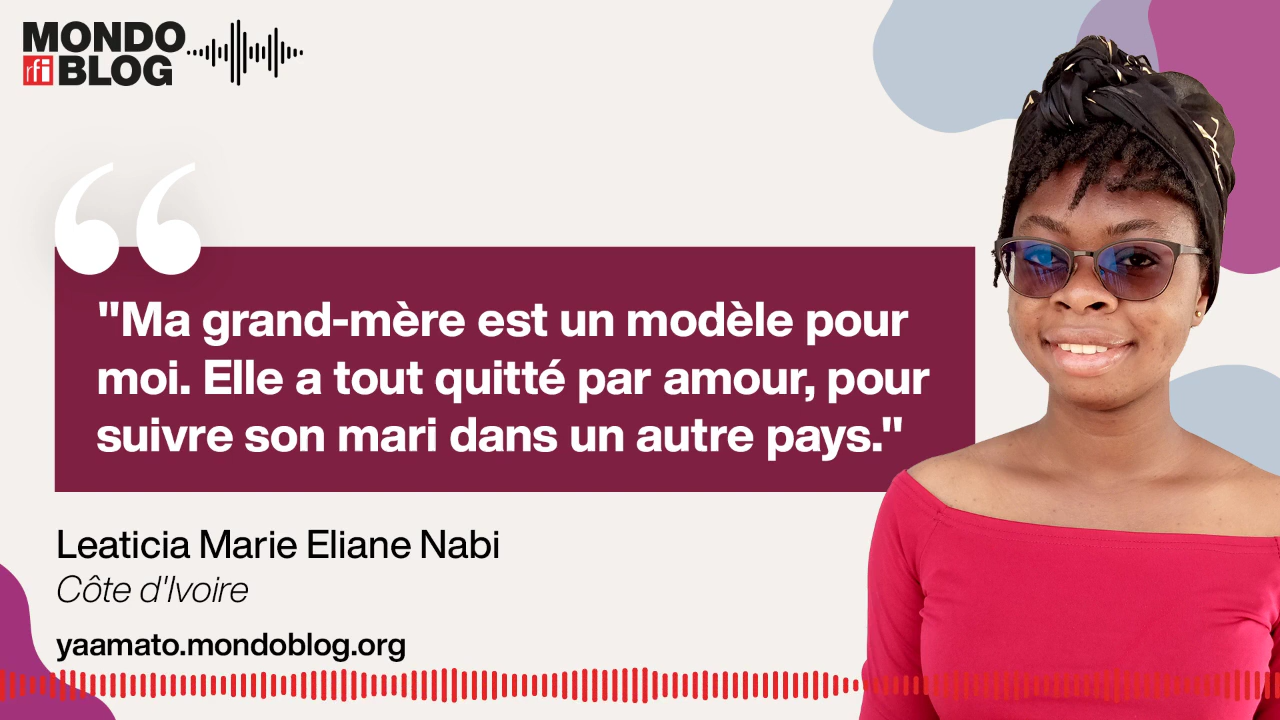 MONDO
rfi BLOG
"Ma grand-mère est un modèle pour
moi. Elle a tout quitté par amour, pour
suivre son mari dans un autre pays."
Leaticia Marie Eliane Nabi
Côte d'Ivoire
yaamato.mondoblog.org